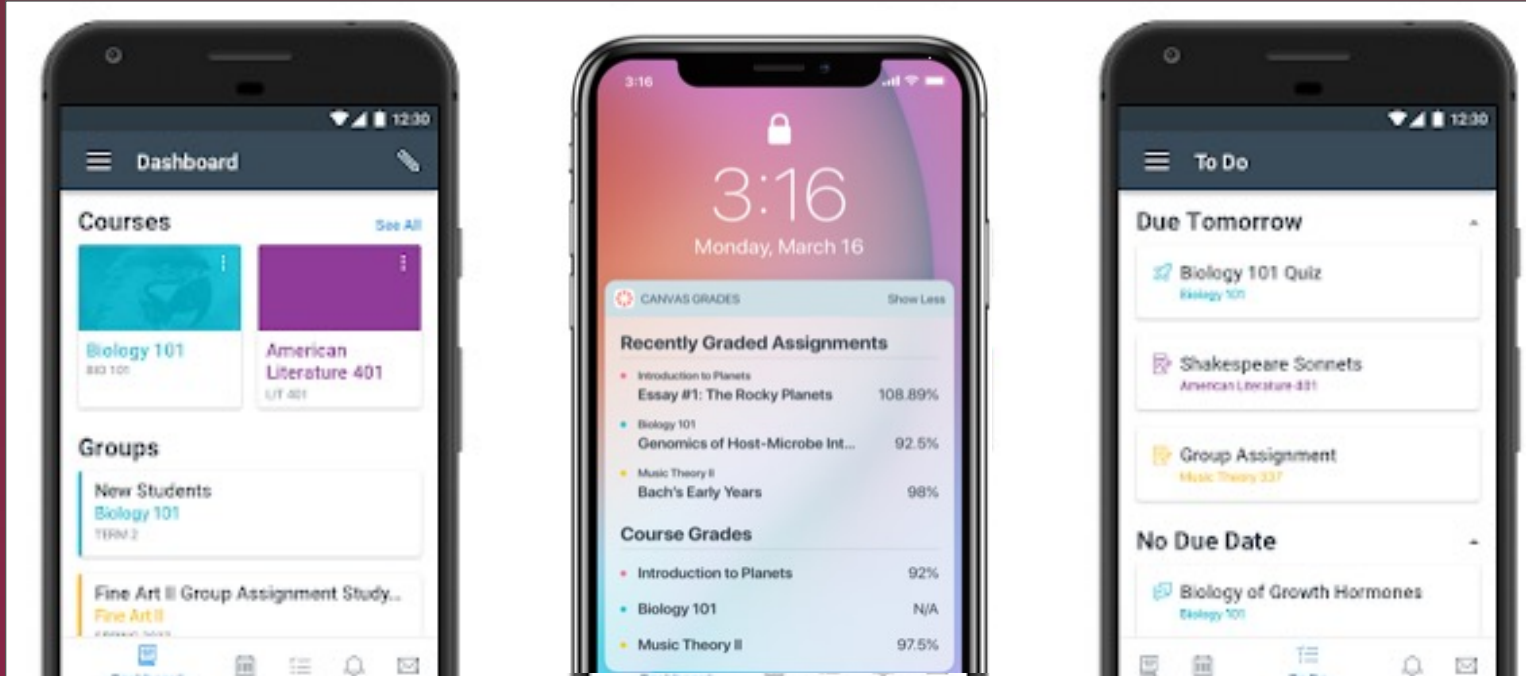 12:30
Dashboard
Courses
See All
Biology 101
BIO 101
American
Literature 401
LIT 401
Groups
New Students
Biology 101
TERM 2
Fine Art II Group Assignment Study...
Fine Art II
3:16
3:16
Monday, March 16
CANVAS GRADES
Show Less
Recently Graded Assignments
Introduction to Planets
Essay #1: The Rocky Planets 108.89%
Biology 101
Genomics of Host-Microbe Int... 92.5%
Music Theory II
Bach's Early Years 98%
Course Grades
Introduction to Planets 92%
Biology 101 N/A
Music Theory II 97.5%
12:30
To Do
Due Tomorrow
Biology 101 Quiz
Biology 101
Shakespeare Sonnets
American Literature 401
Group Assignment
Music Theory 337
No Due Date
Biology of Growth Hormones
Biology 101